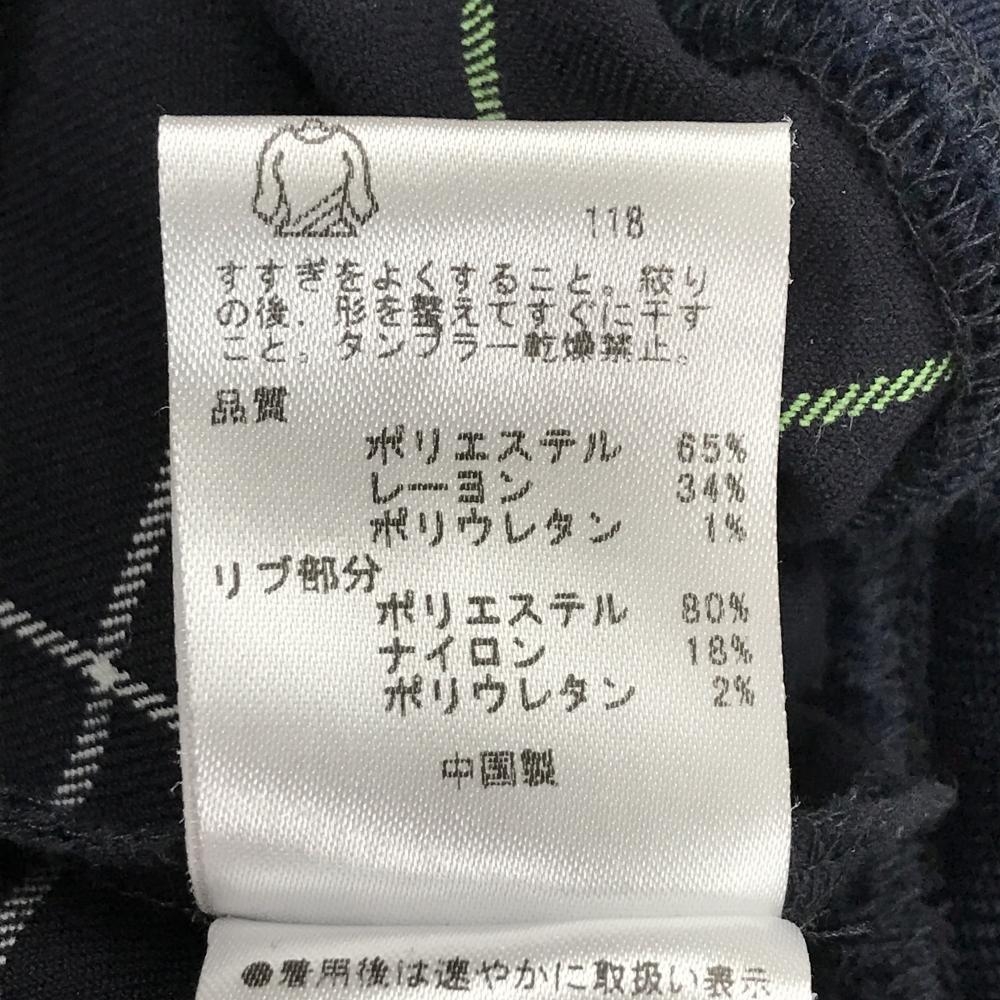 118
すすぎをよくすること。絞り
の後、形を整えてすぐに干す
こと。タンブラー乾燥禁止。
品質
ポリエステル 65%
レーヨン 34%
ポリウレタン 1%
リブ部分
ポリエステル 80%
ナイロン 18%
ポリウレタン 2%
中国製
●着用後は速やかに取扱い表示